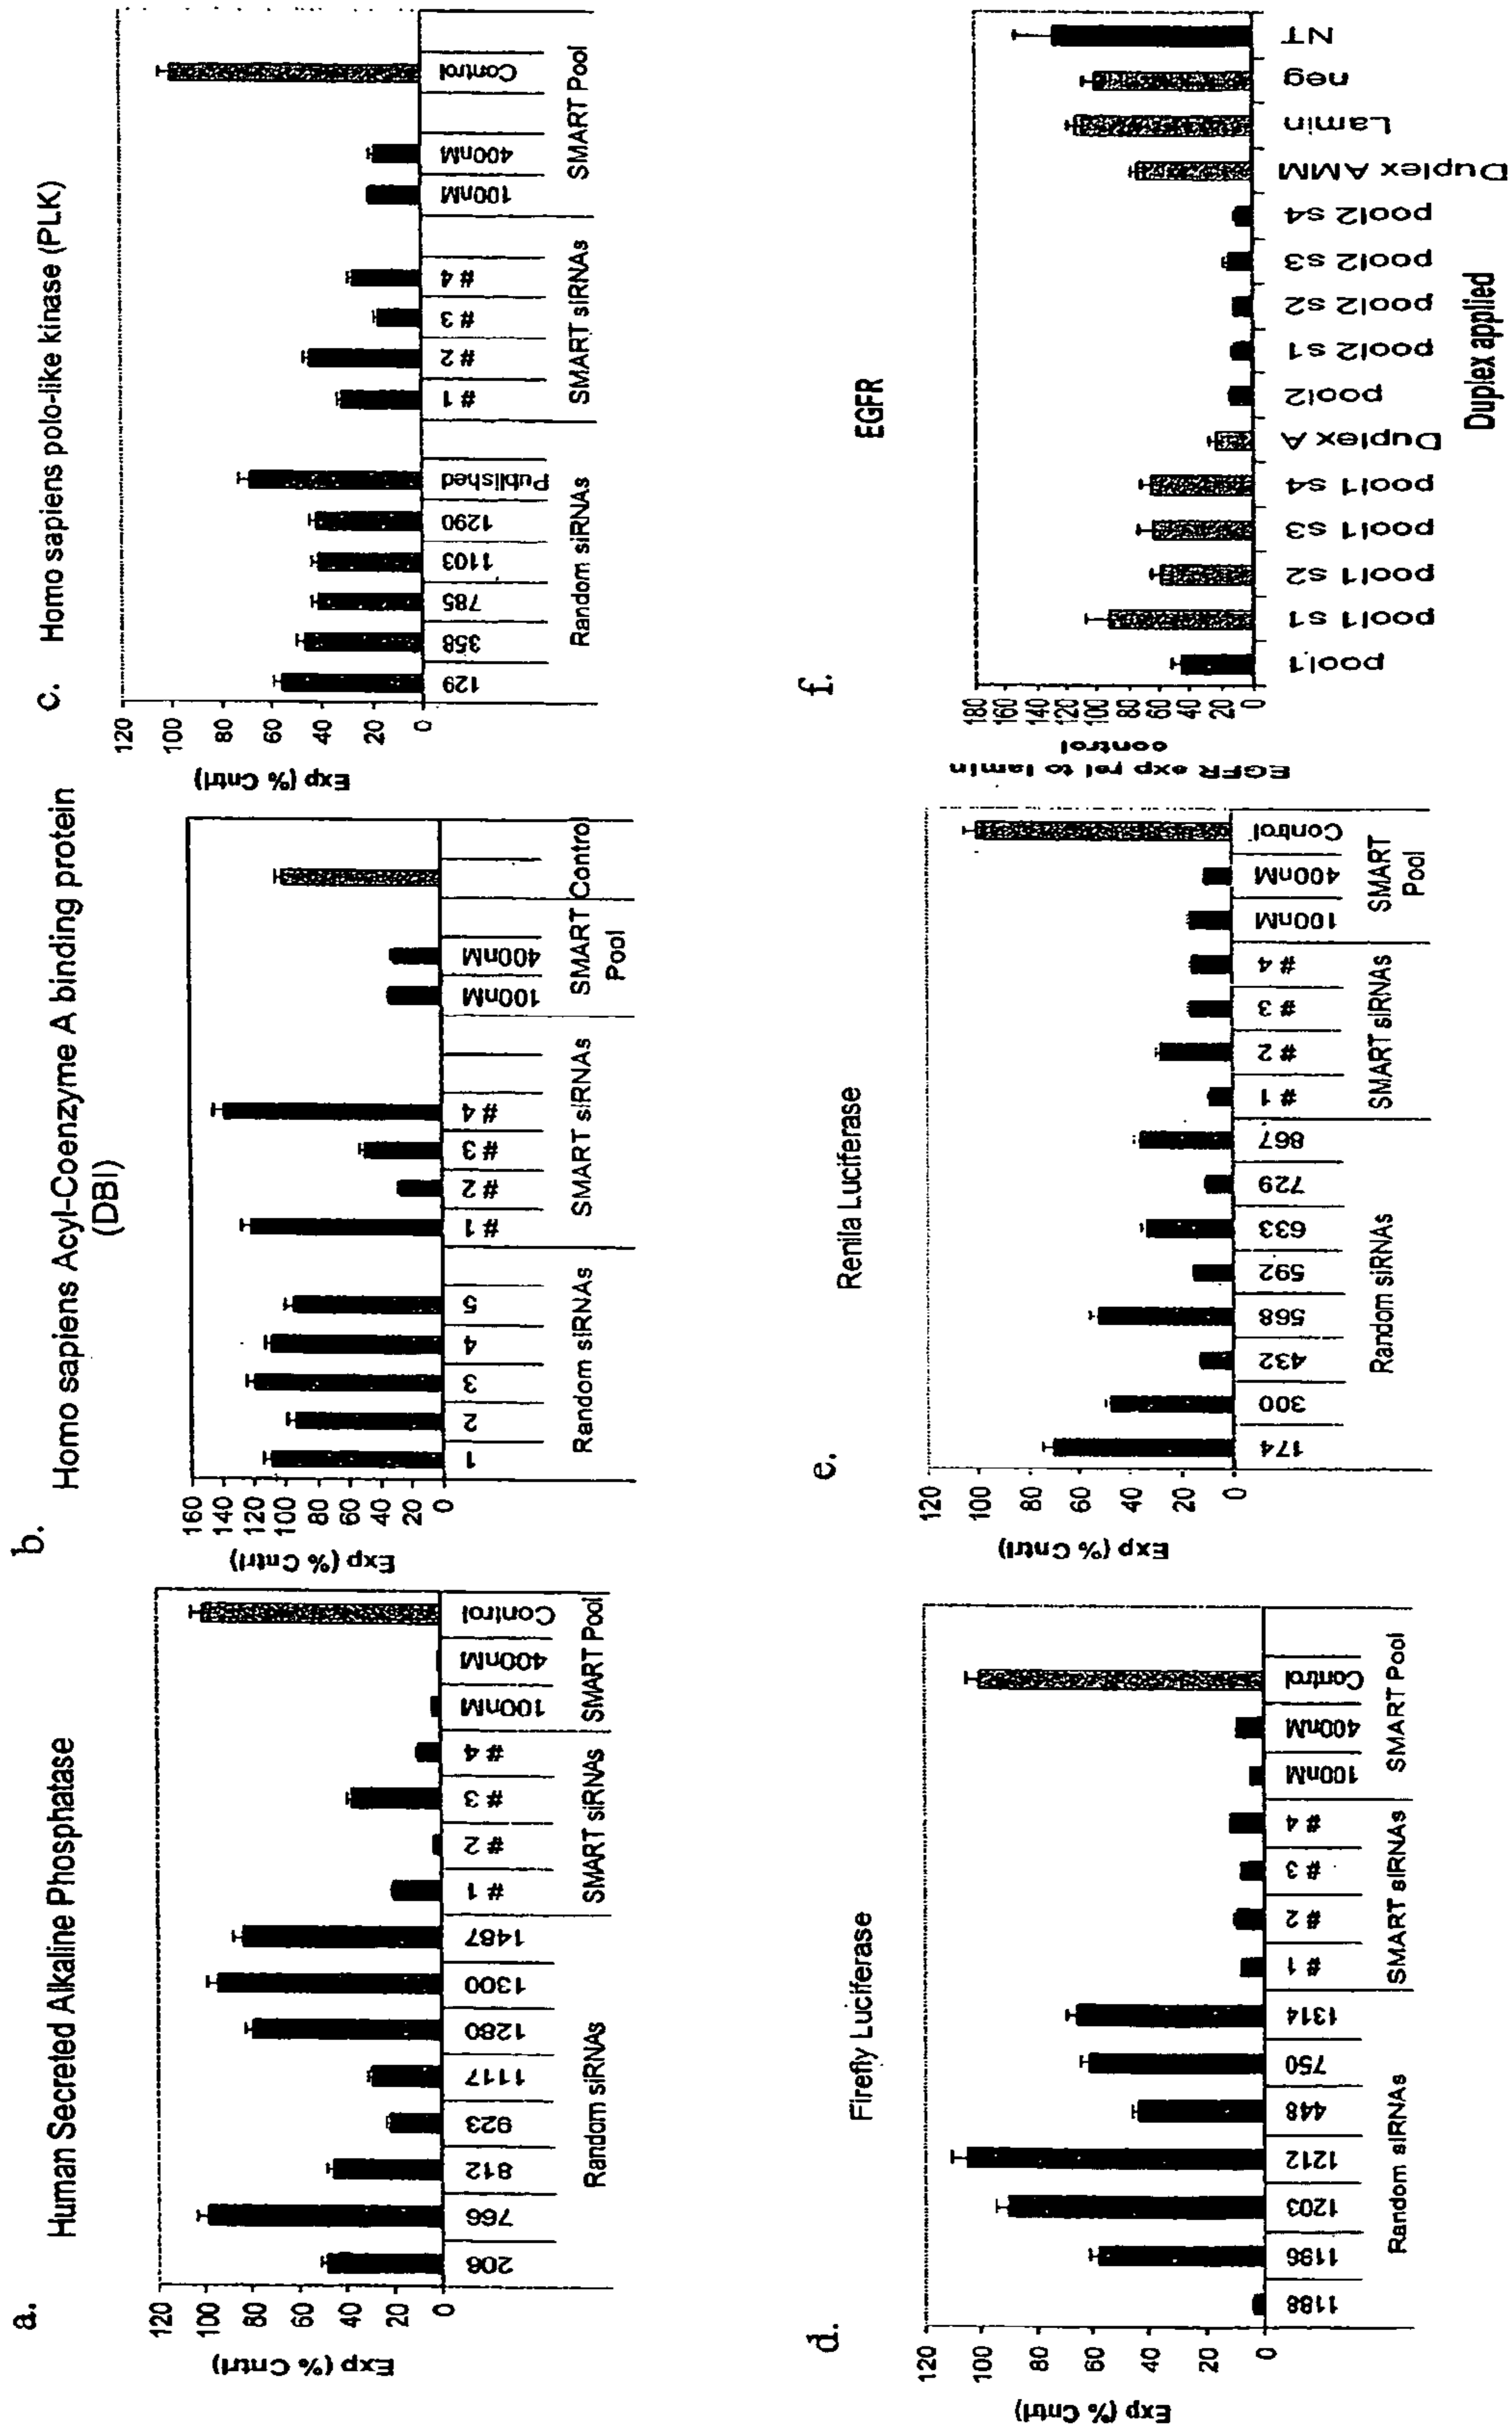 a.
Human Secreted Alkaline Phosphatase
Exp (% Cntrl)
120
100
80
60
40
20
0
206 766 812 923 1117 1280 1300 1487 # 1 # 2 # 3 # 4 100nM 400nM Control
Random siRNAs SMART siRNAs SMART Pool
b.
Homo sapiens Acyl-Coenzyme A binding protein
(DBI)
Exp (% Cntrl)
160
140
120
100
80
60
40
20
0
1 2 3 4 5 # 1 # 2 # 3 # 4 100nM 400nM
Random siRNAs SMART siRNAs SMART Control
Pool
c. Homo sapiens polo-like kinase (PLK)
Exp (% Cntrl)
120
100
80
60
40
20
0
129 358 785 1103 1290 Published # 1 # 2 # 3 # 4 100nM 400nM Control
Random siRNAs SMART siRNAs SMART Pool
d.
Firefly Luciferase
Exp (% Cntrl)
120
100
80
60
40
20
0
1188 1196 1203 1212 448 750 1314 # 1 # 2 # 3 # 4 100nM 400nM Control
Random siRNAs SMART siRNAs SMART Pool
e.
Renilla Luciferase
Exp (% Cntrl)
120
100
80
60
40
20
0
174 300 432 568 592 633 729 867 # 1 # 2 # 3 # 4 100nM 400nM Control
Random siRNAs SMART siRNAs SMART
Pool
f.
EGFR
EGFR exp rel to lamin
control
180
160
140
120
100
80
60
40
20
0
pool1 pool1 s1 pool1 s2 pool1 s3 pool1 s4 Duplex A pool2 pool2 s1 pool2 s2 pool2 s3 pool2 s4 Duplex AMM Lamin neg NT
Duplex applied